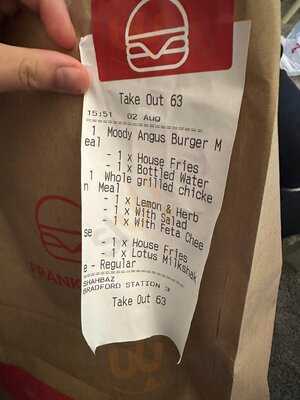 Take Out 63
15:51 02 Aug
1 Moody Angus Burger M
eal
- 1 x House Fries
- 1 x Bottled Water
1 Whole grilled chicke
n Meal
- 1 x Lemon & Herb
- 1 x With Salad
- 1 x With Feta Chee
se
- 1 x House Fries
- 1 x Lotus Milkshak
e - Regular
SHAHBAZ
BRADFORD STATION 3
Take Out 63
FRANK